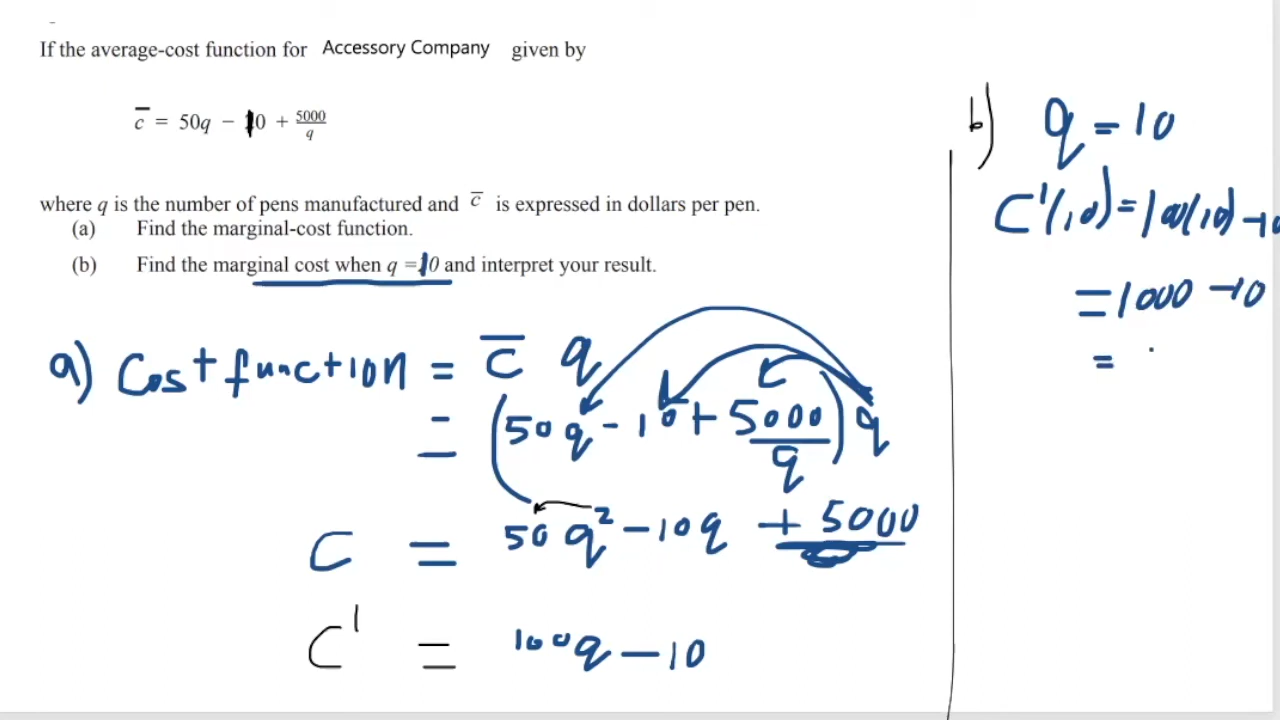 If the average-cost function for Accessory Company given by
c̅ = 50q − 10 + 5000/q
where q is the number of pens manufactured and c̅ is expressed in dollars per pen.
(a) Find the marginal-cost function.
(b) Find the marginal cost when q = 10 and interpret your result.
a) Cost function = c̅ q
= (50q - 10 + 5000/q) q
C = 50q² - 10q + 5000
C' = 100q - 10
b) q = 10
C'(10) = 100(10) - 10
= 1000 - 10
=